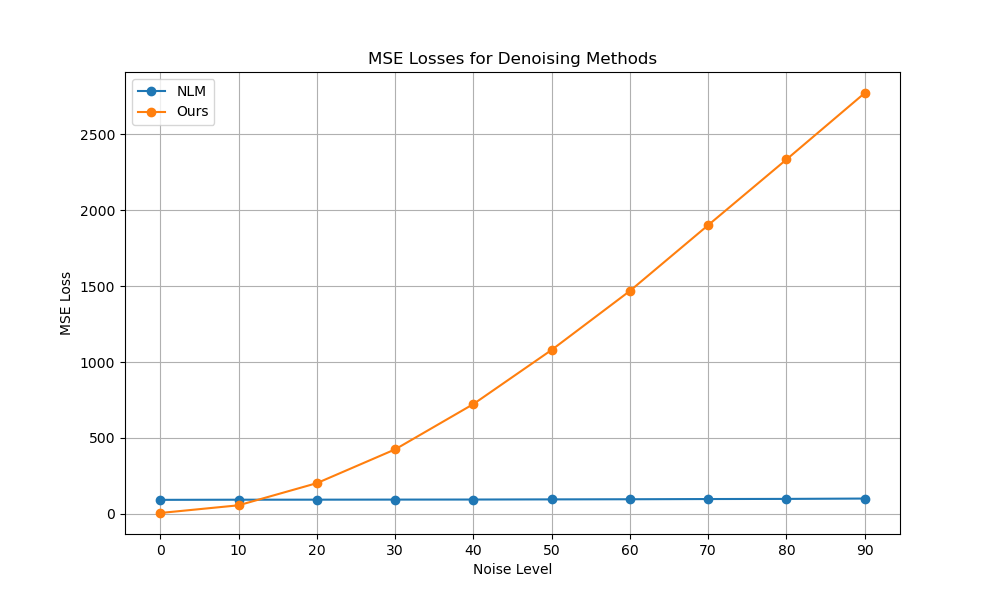 MSE Losses for Denoising Methods
NLM
Ours
2500
2000
1500
1000
500
0
MSE Loss
0 10 20 30 40 50 60 70 80 90
Noise Level